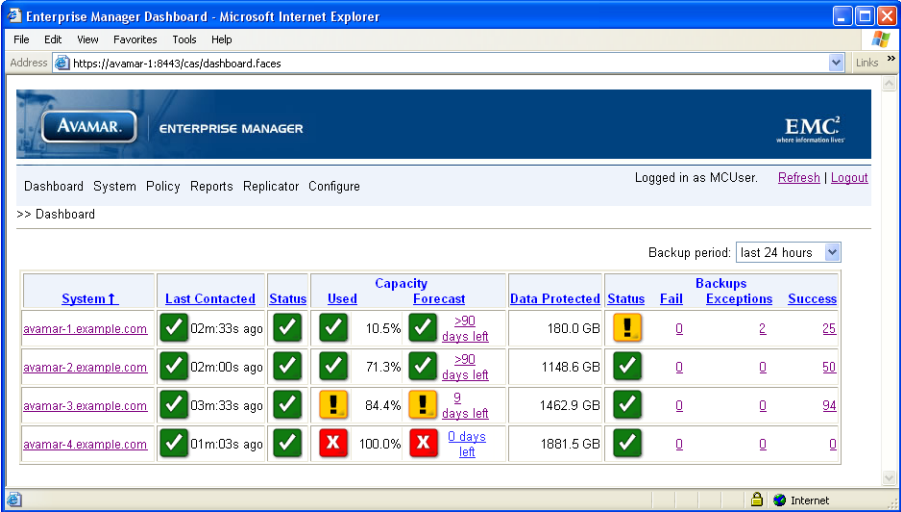 Enterprise Manager Dashboard - Microsoft Internet Explorer
File Edit View Favorites Tools Help
Address https://avamar-1:8443/cas/dashboard.faces Links »
AVAMAR. ENTERPRISE MANAGER EMC²
where information lives®
Dashboard System Policy Reports Replicator Configure Logged in as MCUser. Refresh | Logout
>> Dashboard
Backup period: last 24 hours
Capacity Backups
System↑ Last Contacted Status Used Forecast Data Protected Status Fail Exceptions Success
avamar-1.example.com 02m:33s ago 10.5% >90 days left 180.0 GB 0 2 25
avamar-2.example.com 02m:00s ago 71.3% >90 days left 1148.6 GB 0 0 50
avamar-3.example.com 03m:33s ago 84.4% 9 days left 1462.9 GB 0 0 94
avamar-4.example.com 01m:03s ago 100.0% 0 days left 1881.5 GB 0 0 0
Internet